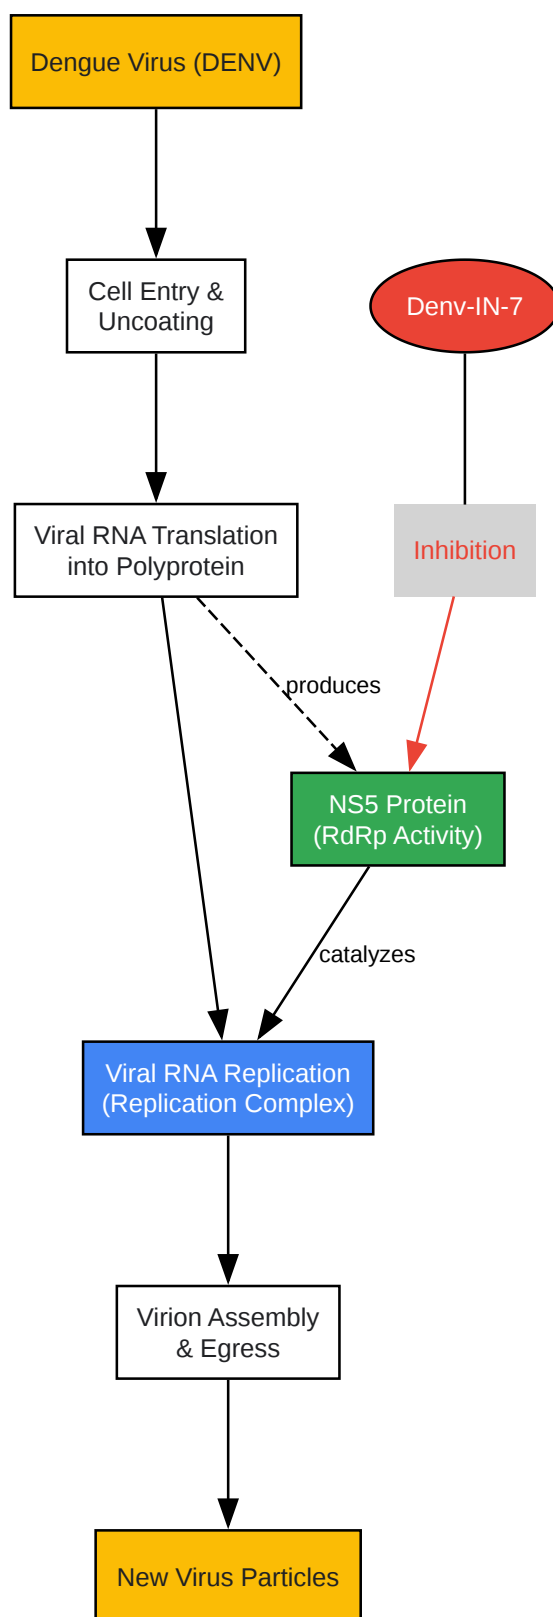 Dengue Virus (DENV)
Cell Entry &
Uncoating
Denv-IN-7
Viral RNA Translation
into Polyprotein
Inhibition
produces
NS5 Protein
(RdRp Activity)
catalyzes
Viral RNA Replication
(Replication Complex)
Virion Assembly
& Egress
New Virus Particles